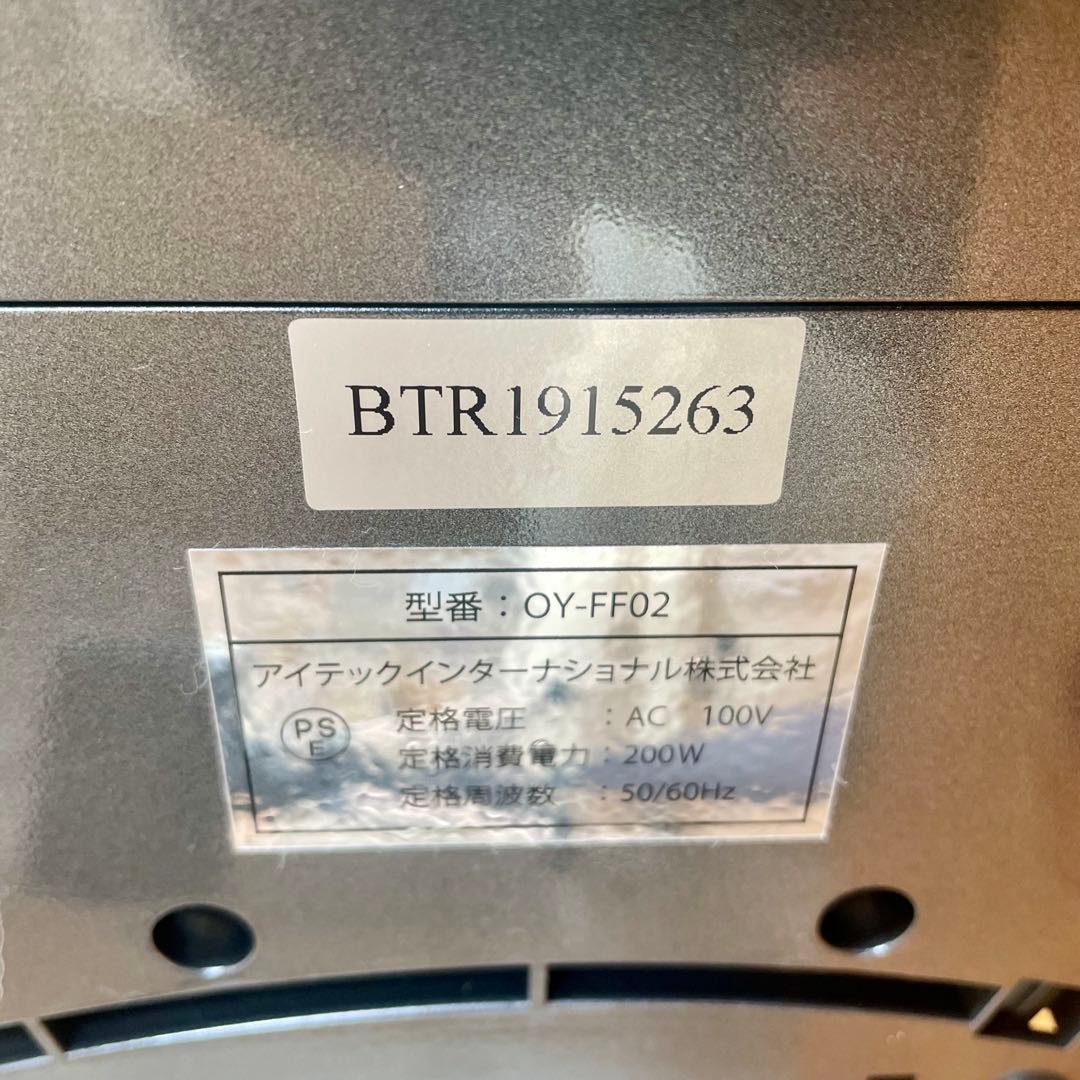 BTR1915263
型番：OY-FF02
アイテックインターナショナル株式会社
PS
E
定格電圧　　：AC　100V
定格消費電力：200W
定格周波数　：50/60Hz